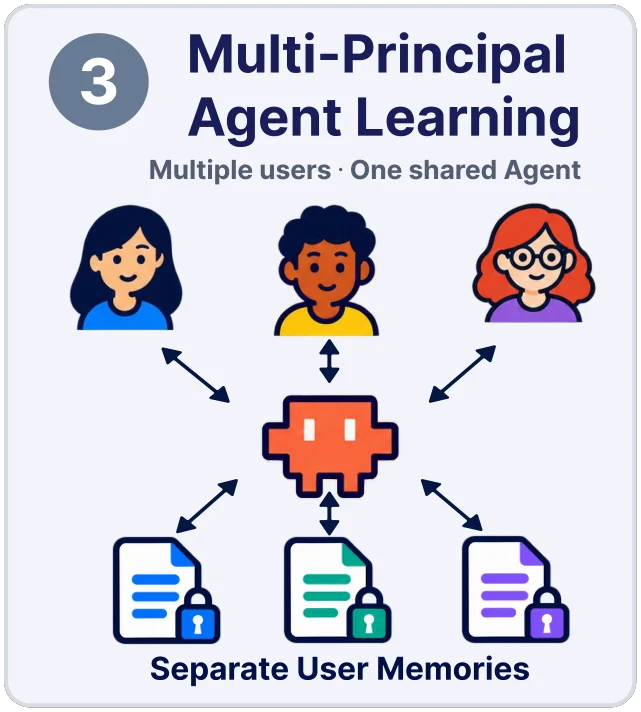 3
Multi-Principal
Agent Learning
Multiple users · One shared Agent
Separate User Memories